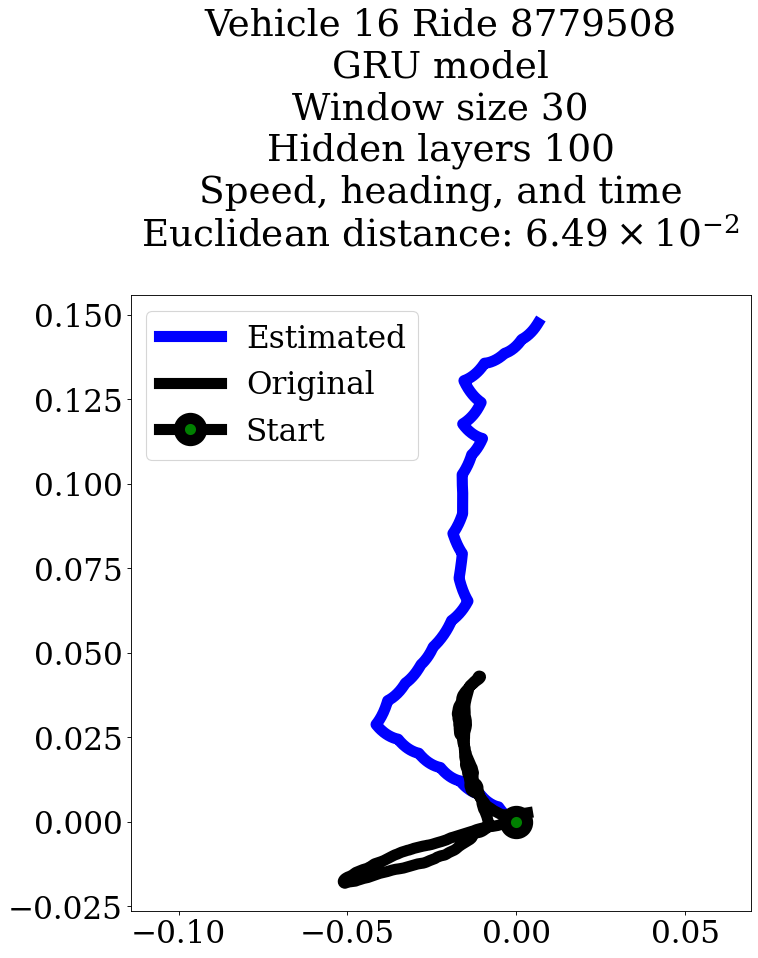 Vehicle 16 Ride 8779508
GRU model
Window size 30
Hidden layers 100
Speed, heading, and time
Euclidean distance: 6.49 × 10⁻²
0.150
Estimated
Original
Start
0.125
0.100
0.075
0.050
0.025
0.000
−0.025
−0.10
−0.05
0.00
0.05